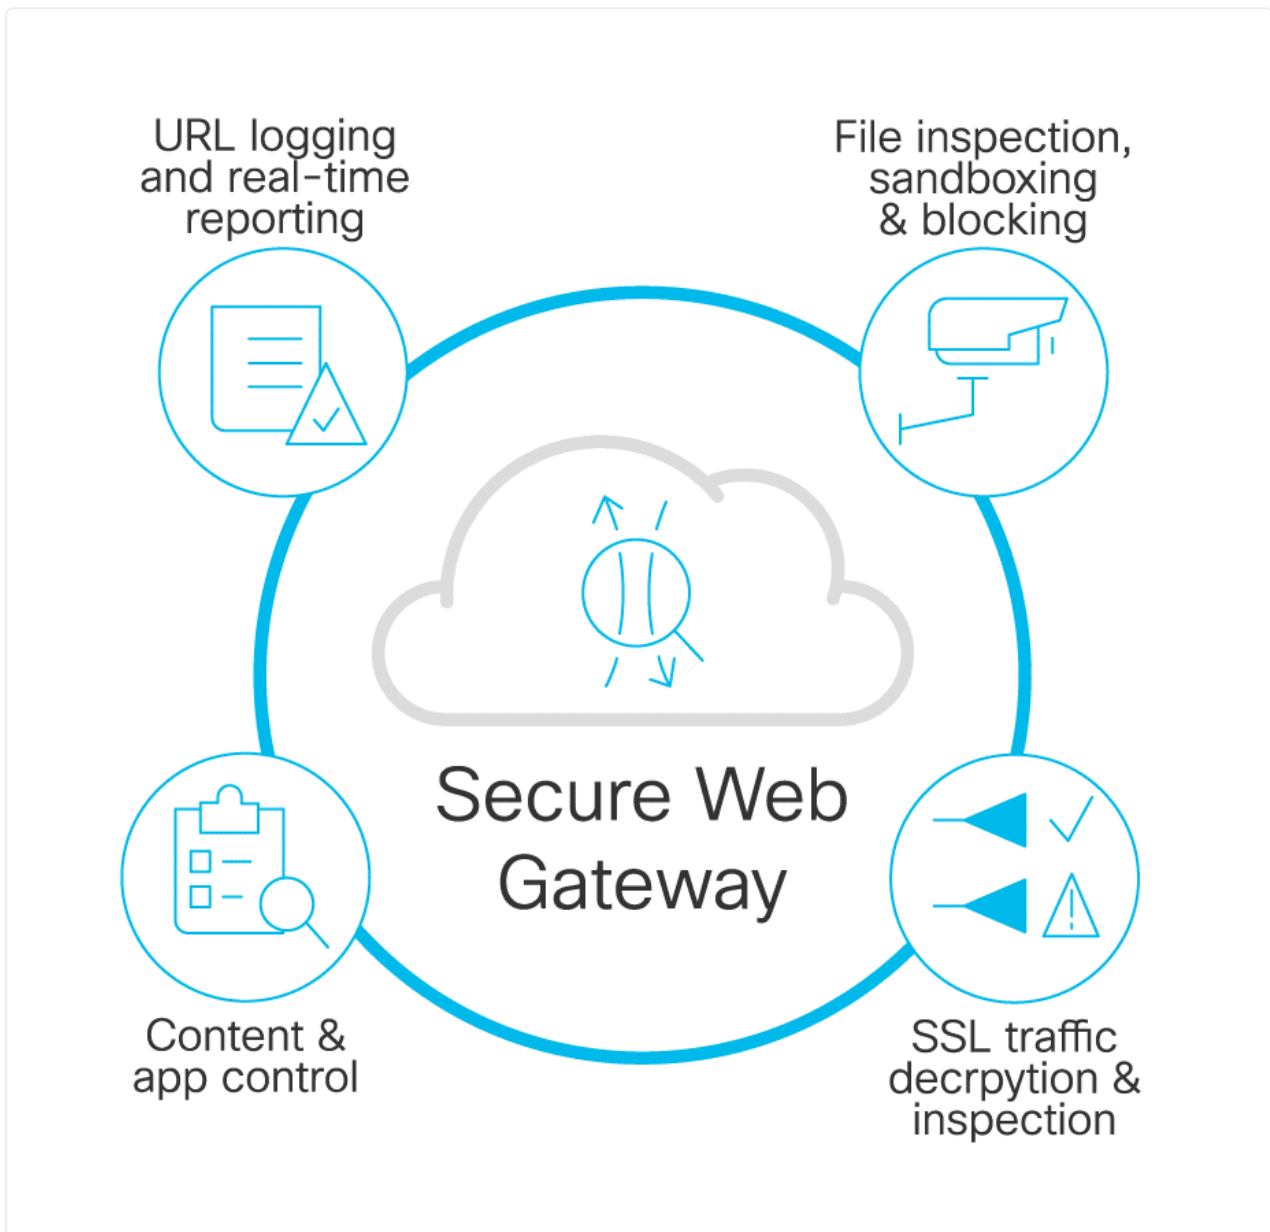 URL logging
and real-time
reporting
File inspection,
sandboxing
& blocking
Secure Web
Gateway
Content &
app control
SSL traffic
decrpytion &
inspection